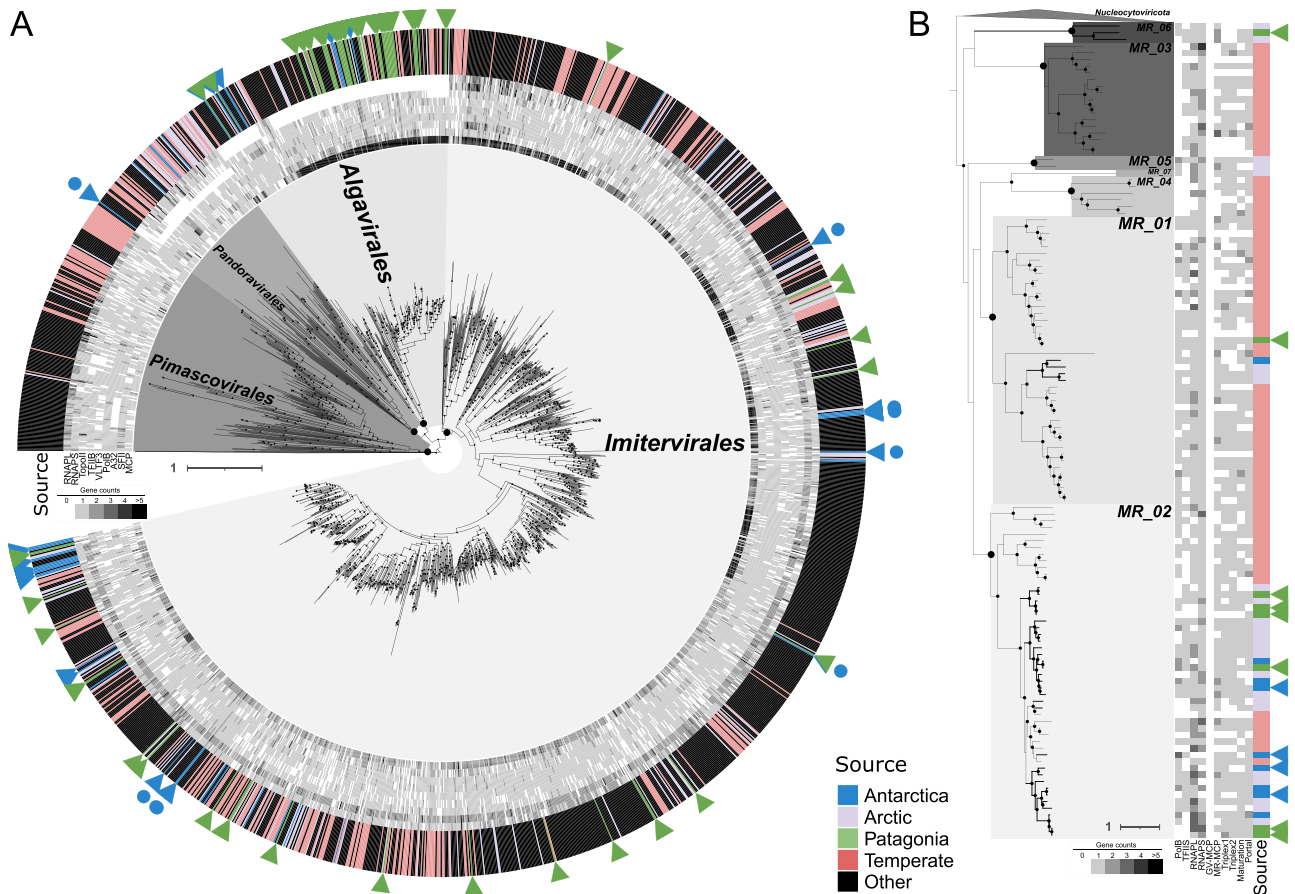 A
Algavirales
Pandoravirales
Pimascovirales
Imitervirales
Source
RNAPL
RNAPS
TopoII
TFIIB
VLTF3
PolB
A32
SFII
MCP
1
Gene counts
0 1 2 3 4 >5
Source
Antarctica
Arctic
Patagonia
Temperate
Other
B
Nucleocytoviricota
MR_06
MR_03
MR_05
MR_07
MR_04
MR_01
MR_02
1
Gene counts
0 1 2 3 4 >5
PolB
TFIIS
RNAPL
RNAPS
GV-MCP
MR-MCP
Triplex1
Triplex2
Maturation
Portal
Source